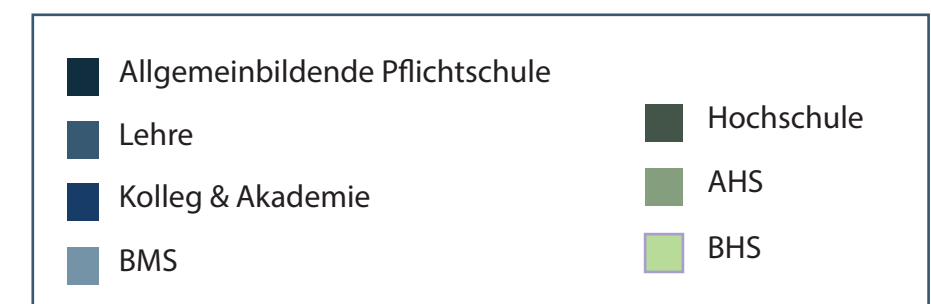 Allgemeinbildende Pflichtschule
Lehre
Kolleg & Akademie
BMS
Hochschule
AHS
BHS